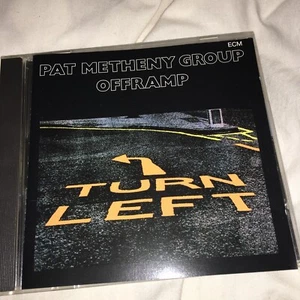 ECM
PAT METHENY GROUP
OFFRAMP
TURN
LEFT